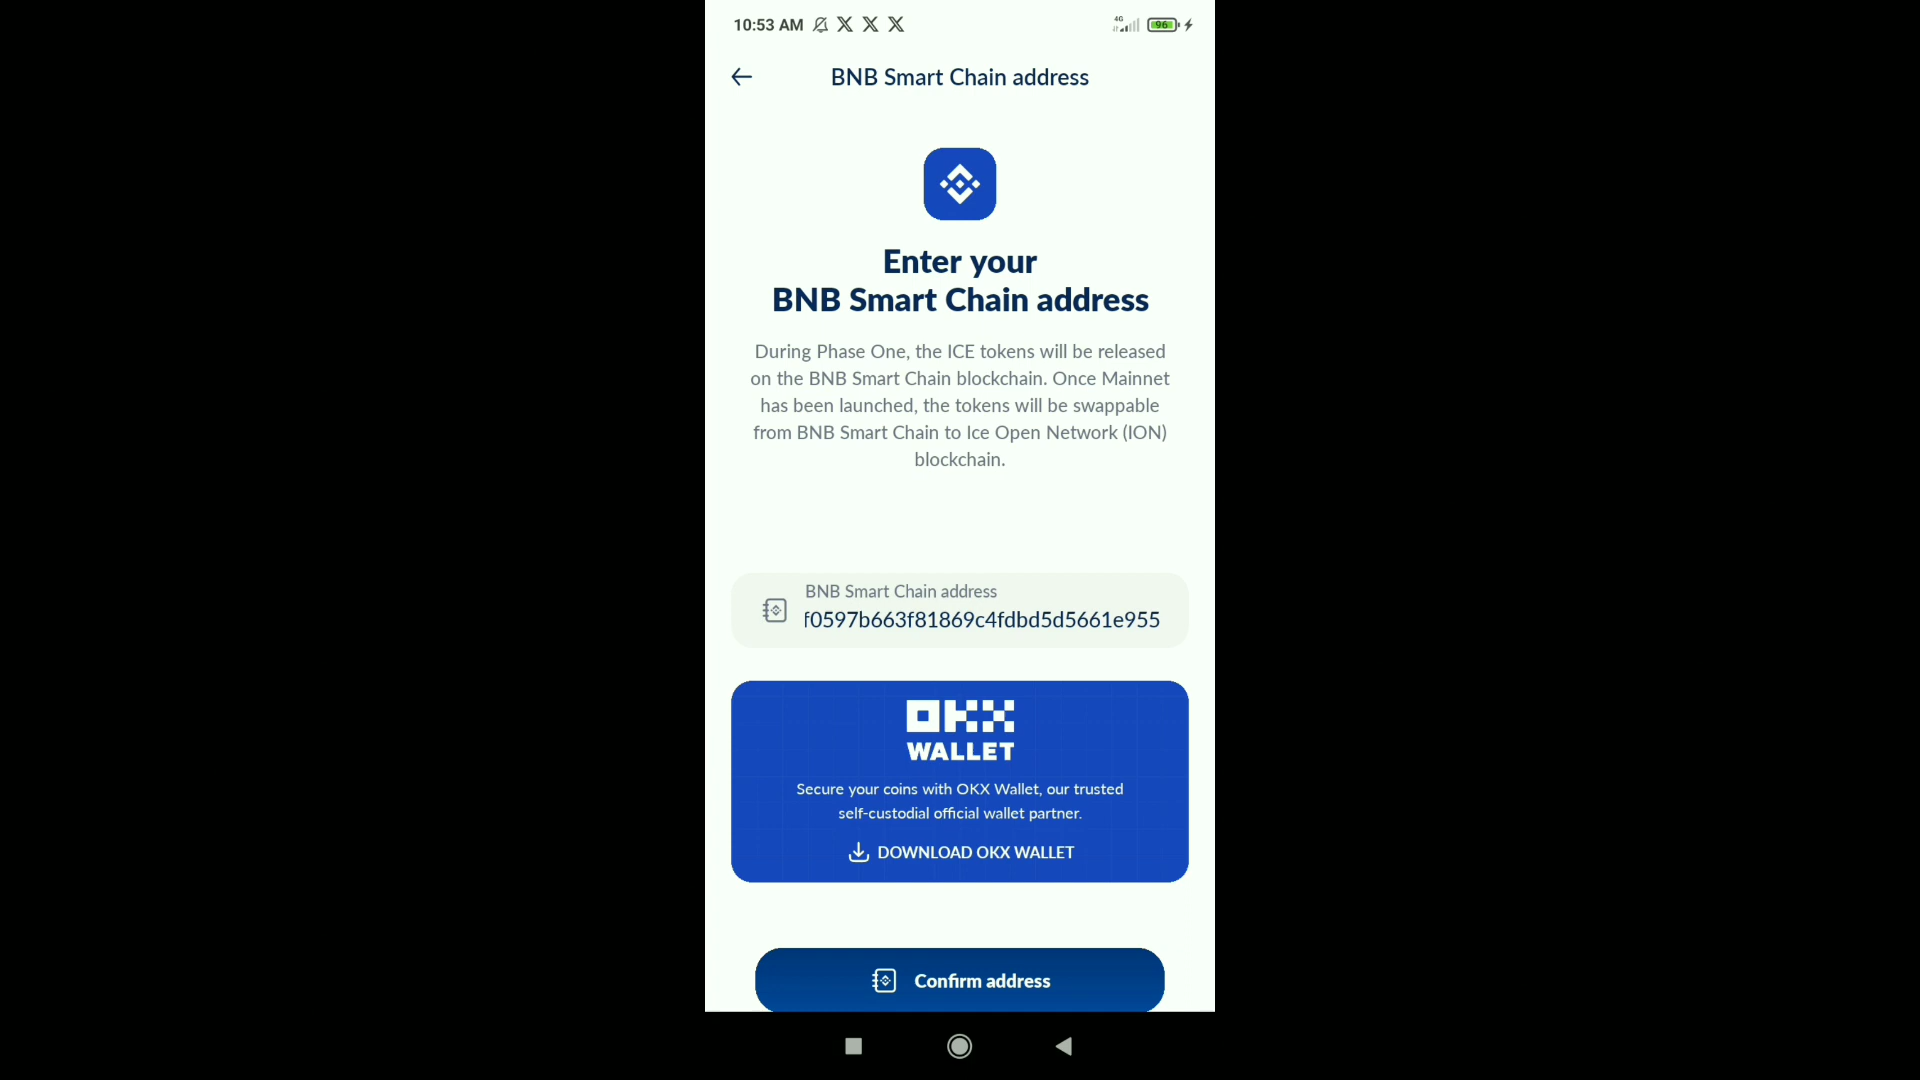 10:53 AM
4G
96
BNB Smart Chain address
Enter your
BNB Smart Chain address
During Phase One, the ICE tokens will be released
on the BNB Smart Chain blockchain. Once Mainnet
has been launched, the tokens will be swappable
from BNB Smart Chain to Ice Open Network (ION)
blockchain.
BNB Smart Chain address
f0597b663f81869c4fdbd5d5661e955
OKX
WALLET
Secure your coins with OKX Wallet, our trusted
self-custodial official wallet partner.
DOWNLOAD OKX WALLET
Confirm address